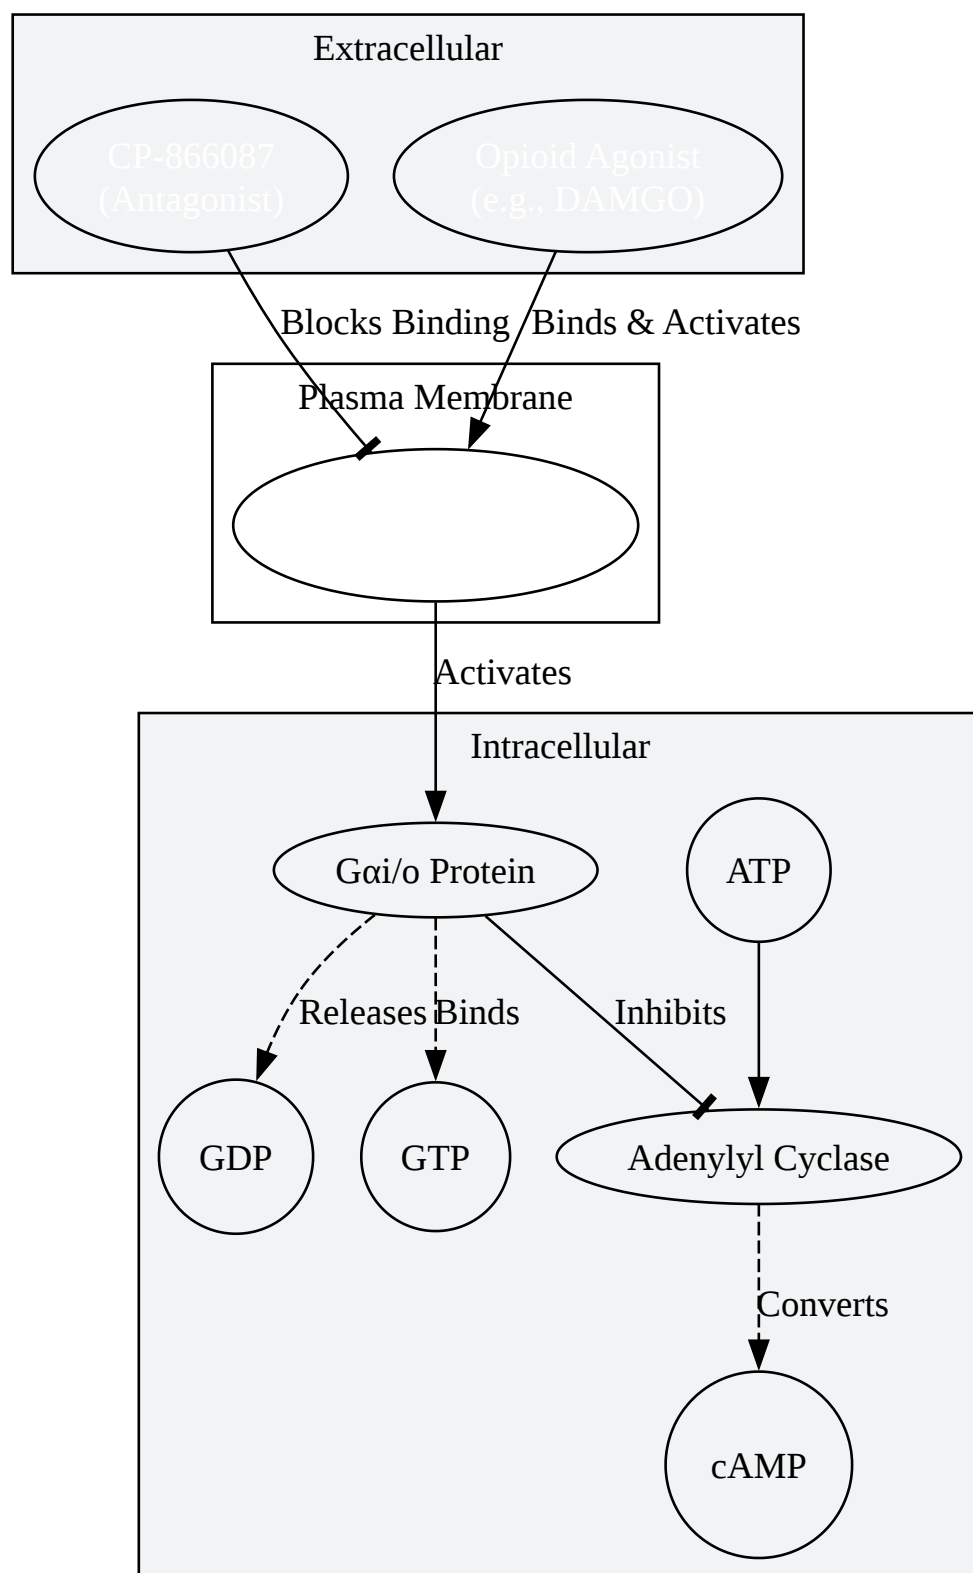 Extracellular
CP-866087
(Antagonist)
Opioid Agonist
(e.g., DAMGO)
Blocks Binding
Binds & Activates
Plasma Membrane
Activates
Intracellular
Gαi/o Protein
ATP
Releases
Binds
Inhibits
GDP
GTP
Adenylyl Cyclase
Converts
cAMP